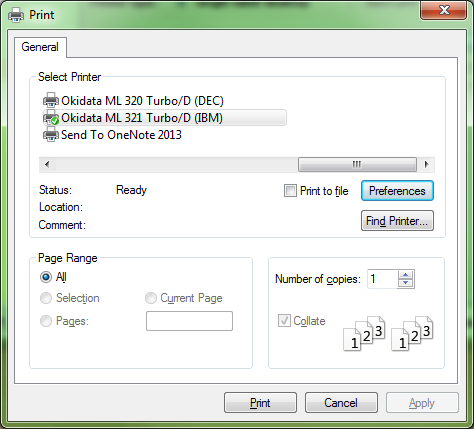 Print
General
Select Printer
Okidata ML 320 Turbo/D (DEC)
Okidata ML 321 Turbo/D (IBM)
Send To OneNote 2013
Status: Ready
Print to file
Preferences
Location:
Comment:
Find Printer...
Page Range
All
Selection
Current Page
Pages:
Number of copies: 1
Collate
1 2 3 1 2 3
Print
Cancel
Apply